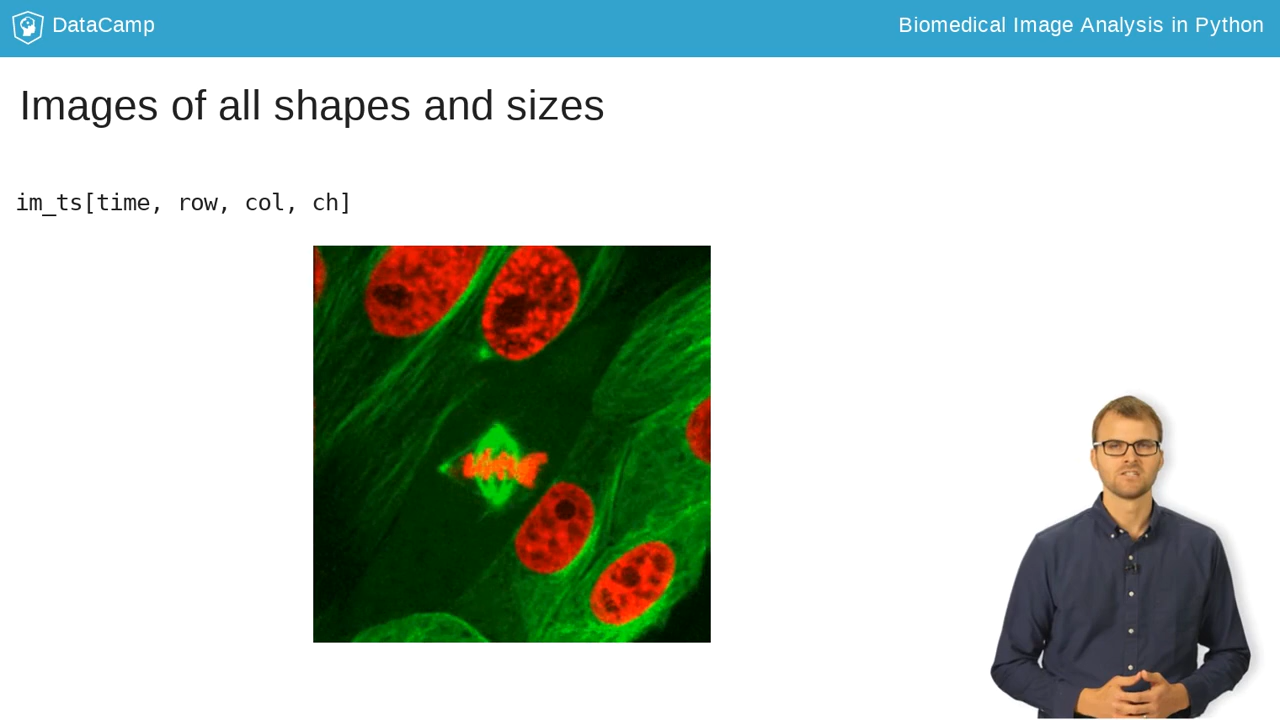 DataCamp
Biomedical Image Analysis in Python
Images of all shapes and sizes
im_ts[time, row, col, ch]